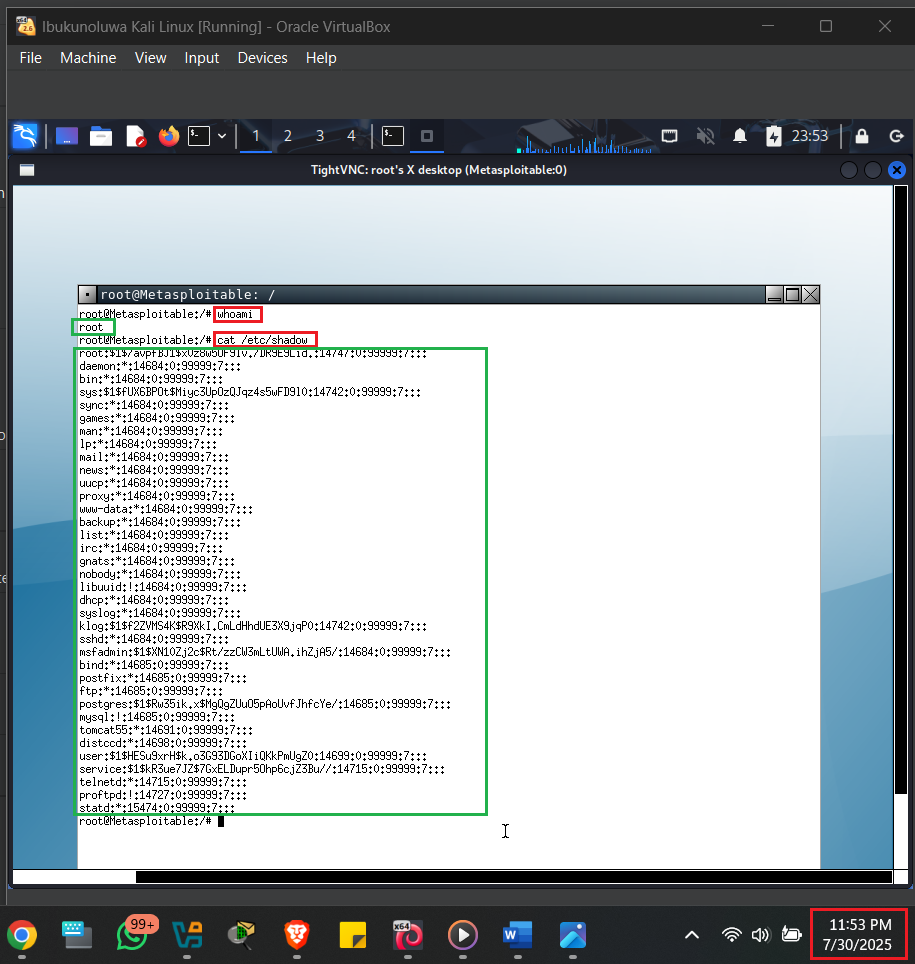 Ibukunoluwa Kali Linux [Running] - Oracle VirtualBox
File Machine View Input Devices Help
1 2 3 4 23:53
TightVNC: root's X desktop (Metasploitable:0)
root@Metasploitable: /
root@Metasploitable:/# whoami
root
root@Metasploitable:/# cat /etc/shadow
root:$1$/avpfBJ1$x0z8w5UF9Iv./DR9E9Lid.:14747:0:99999:7:::
daemon:*:14684:0:99999:7:::
bin:*:14684:0:99999:7:::
sys:$1$fUX6BPOt$Miyc3UpOzQJqz4s5wFD9l0:14742:0:99999:7:::
sync:*:14684:0:99999:7:::
games:*:14684:0:99999:7:::
man:*:14684:0:99999:7:::
lp:*:14684:0:99999:7:::
mail:*:14684:0:99999:7:::
news:*:14684:0:99999:7:::
uucp:*:14684:0:99999:7:::
proxy:*:14684:0:99999:7:::
www-data:*:14684:0:99999:7:::
backup:*:14684:0:99999:7:::
list:*:14684:0:99999:7:::
irc:*:14684:0:99999:7:::
gnats:*:14684:0:99999:7:::
nobody:*:14684:0:99999:7:::
libuuid:!:14684:0:99999:7:::
dhcp:*:14684:0:99999:7:::
syslog:*:14684:0:99999:7:::
klog:$1$f2ZVMS4K$R9XkI.CmLdHhdUE3X9jqP0:14742:0:99999:7:::
sshd:*:14684:0:99999:7:::
msfadmin:$1$XN10Zj2c$Rt/zzCW3mLtUWA.ihZjA5/:14684:0:99999:7:::
bind:*:14685:0:99999:7:::
postfix:*:14685:0:99999:7:::
ftp:*:14685:0:99999:7:::
postgres:$1$Rw35ik.x$MgQgZUuO5pAoUvfJhfcYe/:14685:0:99999:7:::
mysql:!:14685:0:99999:7:::
tomcat55:*:14691:0:99999:7:::
distccd:*:14698:0:99999:7:::
user:$1$HESu9xrH$k.o3G93DGoXIiQKkPmUgZ0:14699:0:99999:7:::
service:$1$kR3ue7JZ$7GxELDupr5Ohp6cjZ3Bu//:14715:0:99999:7:::
telnetd:*:14715:0:99999:7:::
proftpd:!:14727:0:99999:7:::
statd:*:15474:0:99999:7:::
root@Metasploitable:/#
99+
x64
11:53 PM
7/30/2025